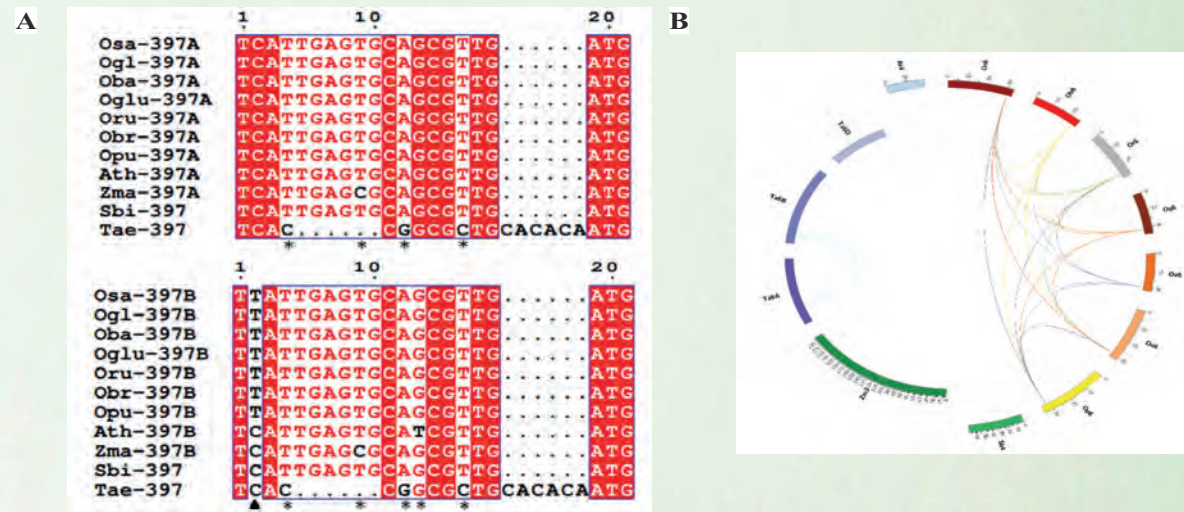 A
B
1 10 20
Osa-397A TCATTGAGTGCAGCGTTG......ATG
Ogl-397A TCATTGAGTGCAGCGTTG......ATG
Oba-397A TCATTGAGTGCAGCGTTG......ATG
Oglu-397A TCATTGAGTGCAGCGTTG......ATG
Oru-397A TCATTGAGTGCAGCGTTG......ATG
Obr-397A TCATTGAGTGCAGCGTTG......ATG
Opu-397A TCATTGAGTGCAGCGTTG......ATG
Ath-397A TCATTGAGTGCAGCGTTG......ATG
Zma-397A TCATTGAGCGCAGCGTTG......ATG
Sbi-397 TCATTGAGTGCAGCGTTG......ATG
Tae-397 TCAC......CGGCGCTGCACACAATG
* * * *
1 10 20
Osa-397B TTATTGAGTGCAGCGTTG......ATG
Ogl-397B TTATTGAGTGCAGCGTTG......ATG
Oba-397B TTATTGAGTGCAGCGTTG......ATG
Oglu-397B TTATTGAGTGCAGCGTTG......ATG
Oru-397B TTATTGAGTGCAGCGTTG......ATG
Obr-397B TTATTGAGTGCAGCGTTG......ATG
Opu-397B TTATTGAGTGCAGCGTTG......ATG
Ath-397B TCATTGAGTGCATCGTTG......ATG
Zma-397B TCATTGAGCGCAGCGTTG......ATG
Sbi-397 TCATTGAGTGCAGCGTTG......ATG
Tae-397 TCAC......CGGCGCTGCACACAATG
▲ * * * * *